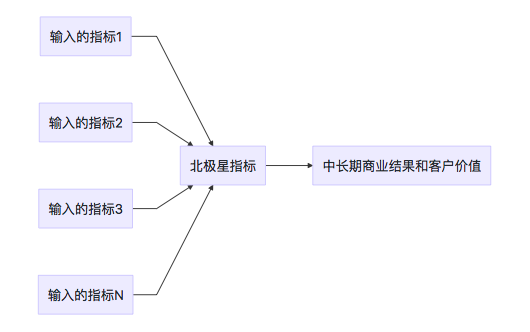 输入的指标1
输入的指标2
北极星指标
中长期商业结果和客户价值
输入的指标3
输入的指标N